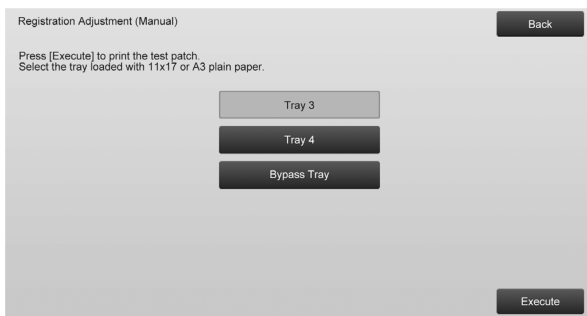 Registration Adjustment (Manual)
Back
Press [Execute] to print the test patch.
Select the tray loaded with 11x17 or A3 plain paper.
Tray 3
Tray 4
Bypass Tray
Execute